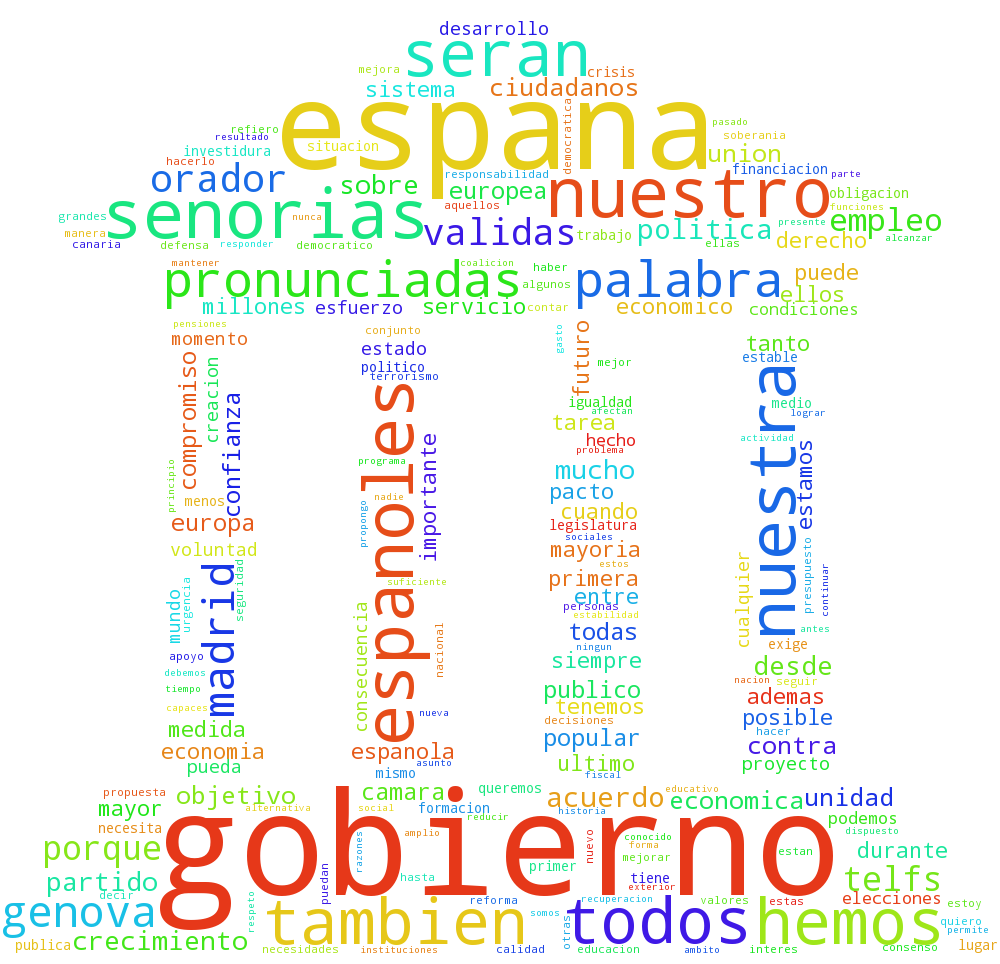 desarrollo
seran
mejora crisis
sistema ciudadanos
espana
democratica
pasado
refiero soberania
resultado
situacion
investidura union
hacerlo financiacion
responsabilidad parte
orador sobre europea nuestro obligacion
aquellos funciones
grandes senorias nunca empleo
presente
manera validas trabajo politica derecho
canaria defensa responder democratico ellas alcanzar
mantener coalicion haber
pronunciadas palabra puede
algunos ellos
millones esfuerzo servicio contar economico condiciones
pensiones conjunto gasto futuro
momento estado tanto
compromiso creacion politico mejor estable
terrorismo
confianza espanoles igualdad nuestra medio
afectan lograr
tarea
importante hecho actividad
principio programa problema estamos
mucho
menos nadie pacto
propongo cuando
europa legislatura
sociales
voluntad mayoria presupuesto
estos cualquier
madrid seguridad suficiente primera continuar
mundo urgencia entre
consecuencia personas
estabilidad
nacional todas antes
ningun exige
apoyo siempre
debemos desde
tiempo nacion seguir
publico ademas
capaces nueva tenemos
decisiones posible
medida popular hacer
economia espanola contra
asunto ultimo
pueda mismo fiscal proyecto
propuesta objetivo camara queremos acuerdo educativo unidad
mayor alternativa social formacion reducir historia economica podemos
necesita gobierno dispuesto
amplio conocido
porque razones nuevo forma estan durante
mejorar
partido puedan hasta primer tiene telfs
decir exterior
genova respeto reforma recuperacion valores estas elecciones estoy
tambien somos otras todos hemos quiero
permite
publica crecimiento necesidades instituciones calidad educacion ambito interes consenso lugar